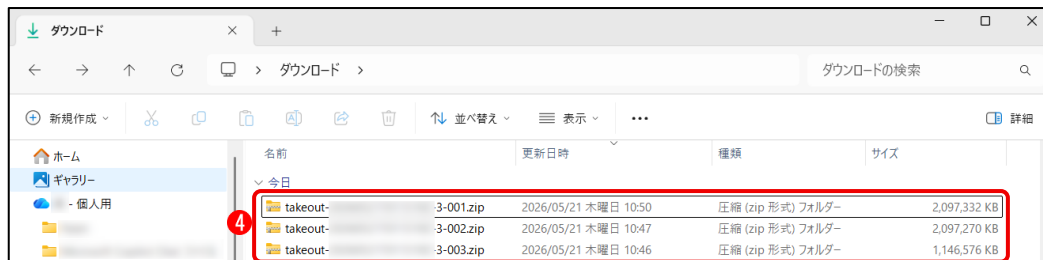 ダウンロード
ダウンロード
ダウンロードの検索
新規作成 並べ替え 表示 ••• 詳細
ホーム
ギャラリー
- 個人用
名前 更新日時 種類 サイズ
今日
4
takeout- 3-001.zip 2026/05/21 木曜日 10:50 圧縮 (zip 形式) フォルダー 2,097,332 KB
takeout- 3-002.zip 2026/05/21 木曜日 10:47 圧縮 (zip 形式) フォルダー 2,097,270 KB
takeout- 3-003.zip 2026/05/21 木曜日 10:46 圧縮 (zip 形式) フォルダー 1,146,576 KB